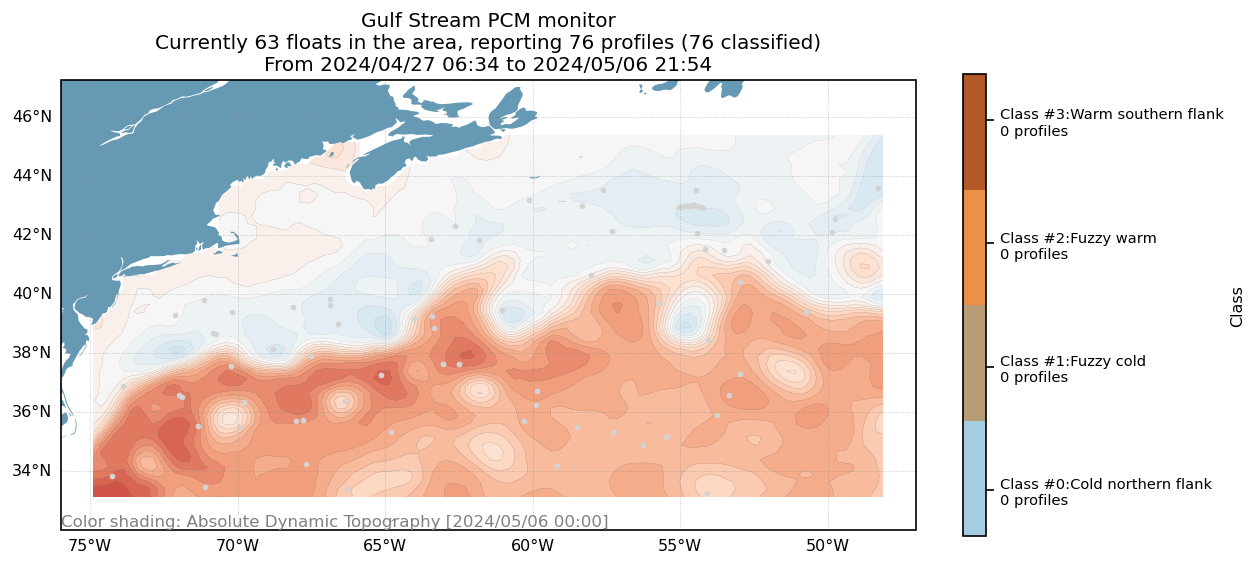 Gulf Stream PCM monitor
Currently 63 floats in the area, reporting 76 profiles (76 classified)
From 2024/04/27 06:34 to 2024/05/06 21:54
46°N
44°N
42°N
40°N
38°N
36°N
34°N
Color shading: Absolute Dynamic Topography [2024/05/06 00:00]
75°W 70°W 65°W 60°W 55°W 50°W
Class #3:Warm southern flank
0 profiles
Class #2:Fuzzy warm
0 profiles
Class #1:Fuzzy cold
0 profiles
Class #0:Cold northern flank
0 profiles
Class